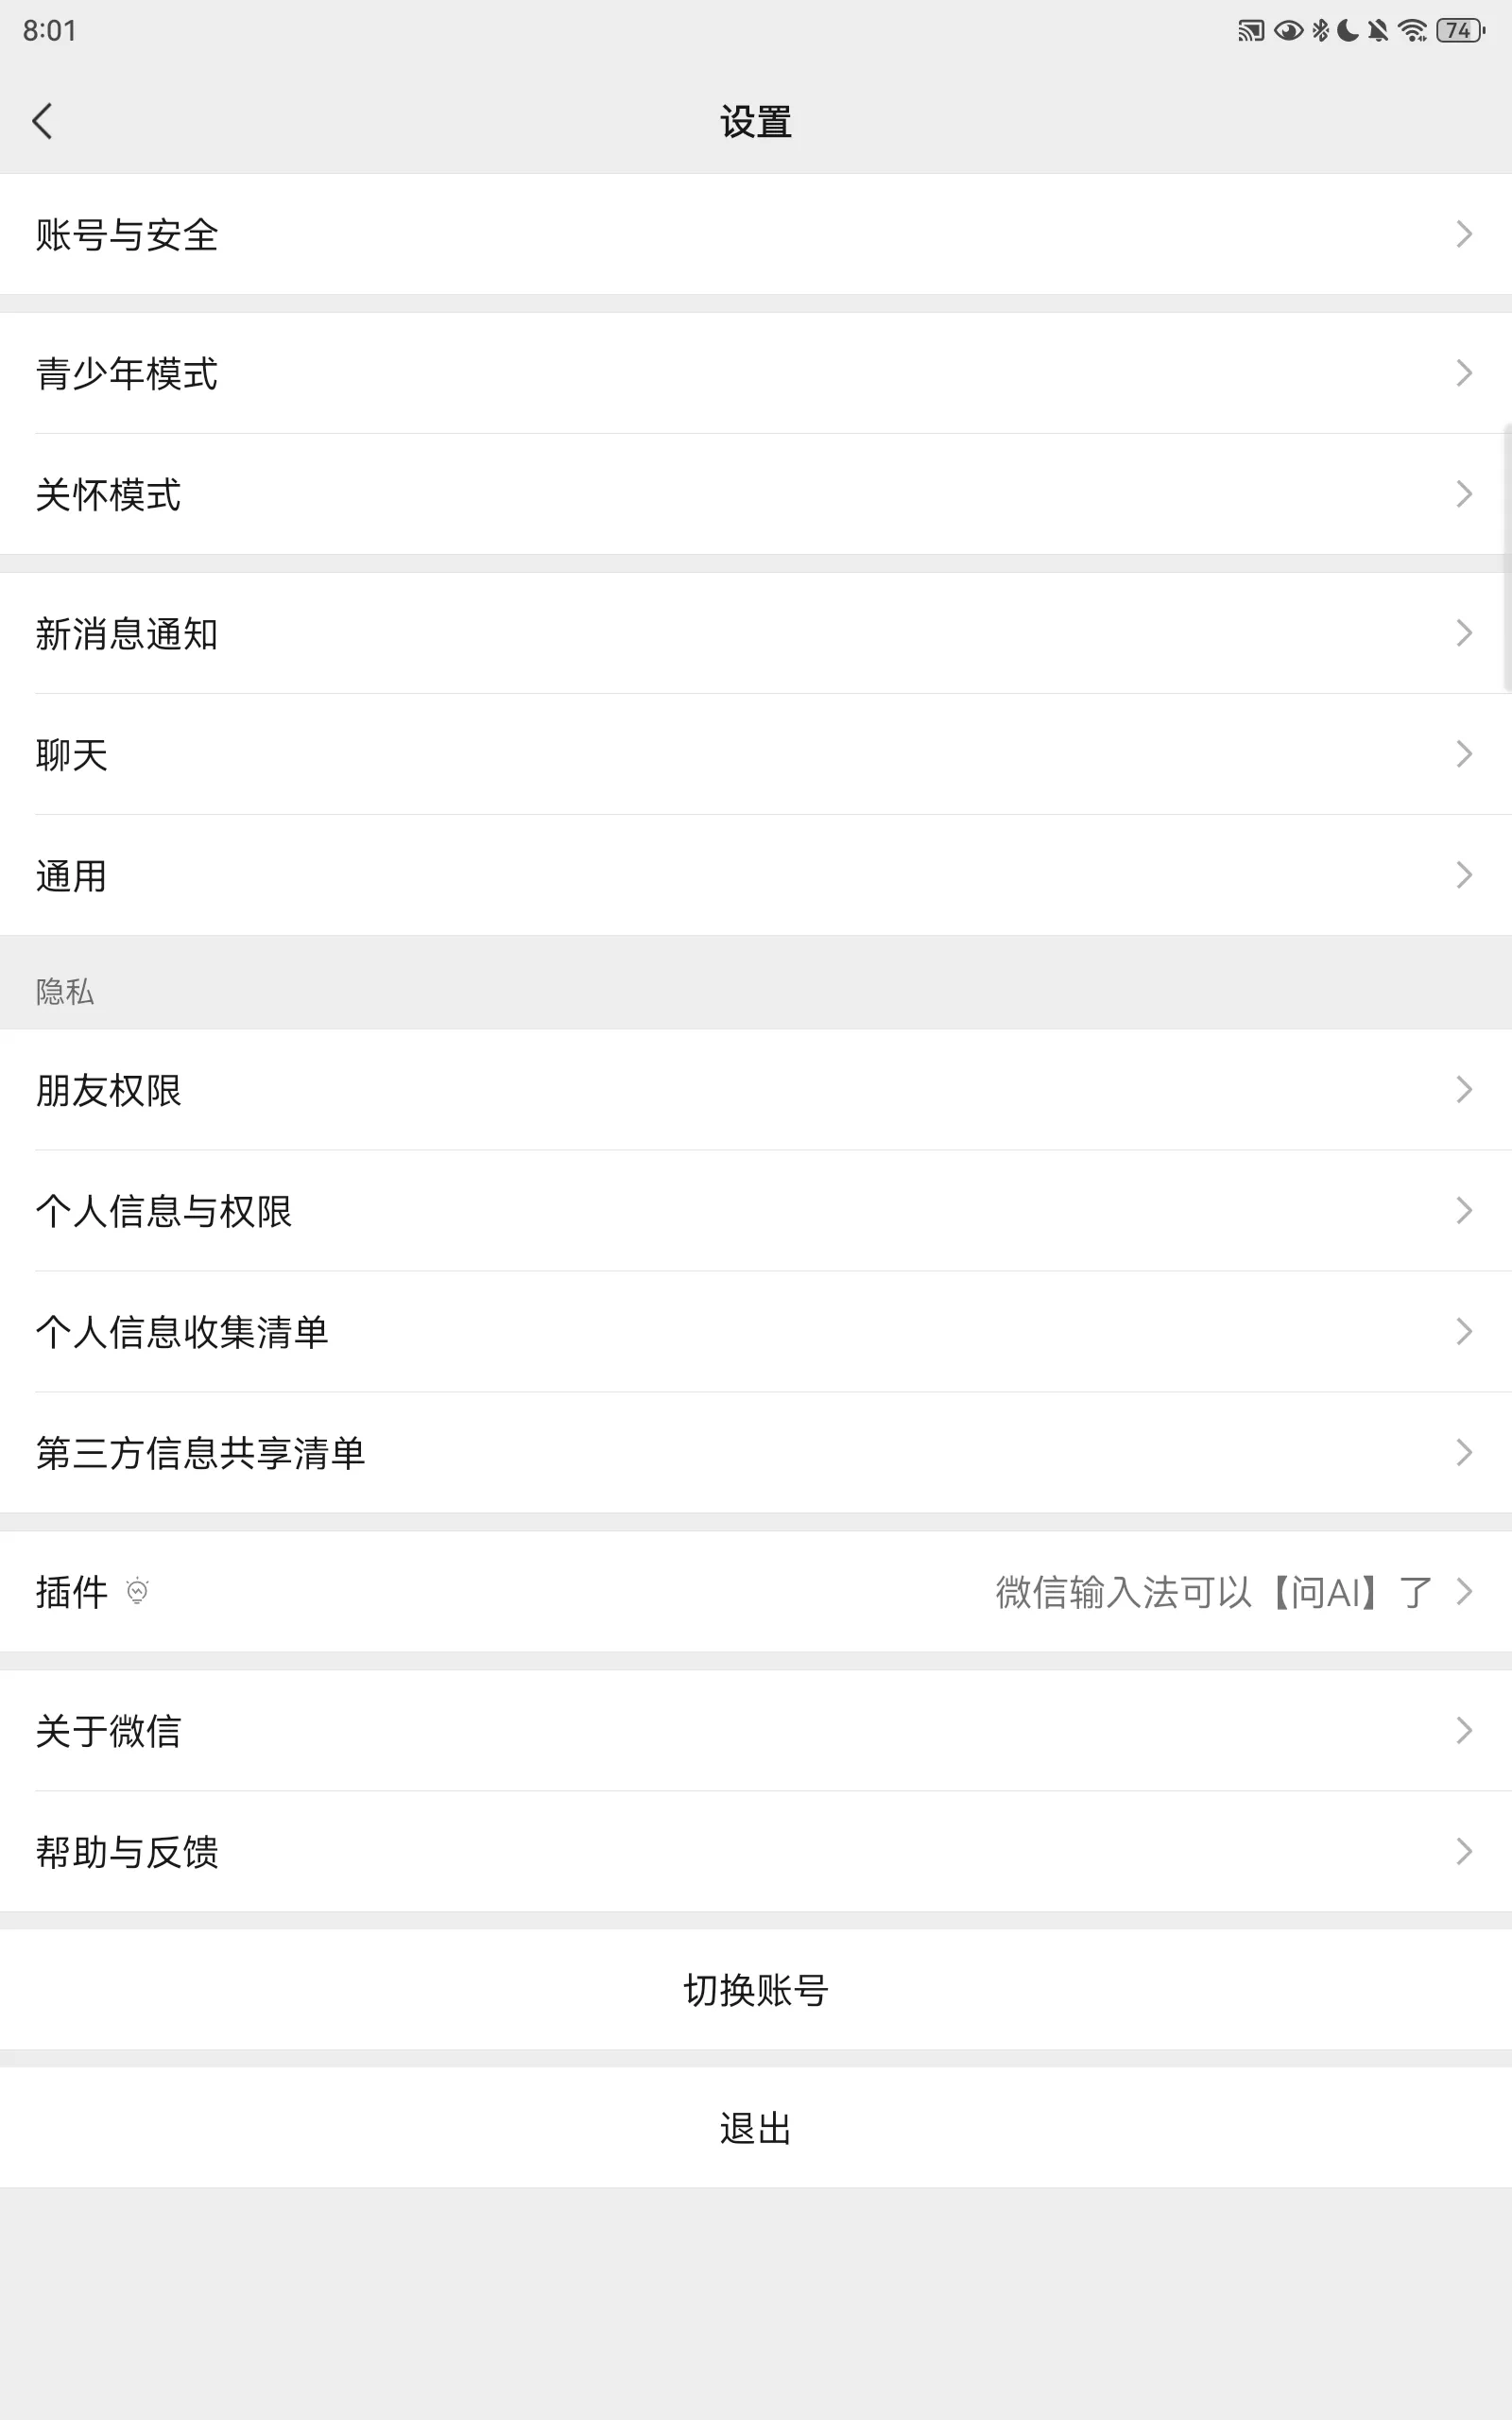 8:01
74
设置
账号与安全
青少年模式
关怀模式
新消息通知
聊天
通用
隐私
朋友权限
个人信息与权限
个人信息收集清单
第三方信息共享清单
插件 微信输入法可以【问AI】了
关于微信
帮助与反馈
切换账号
退出